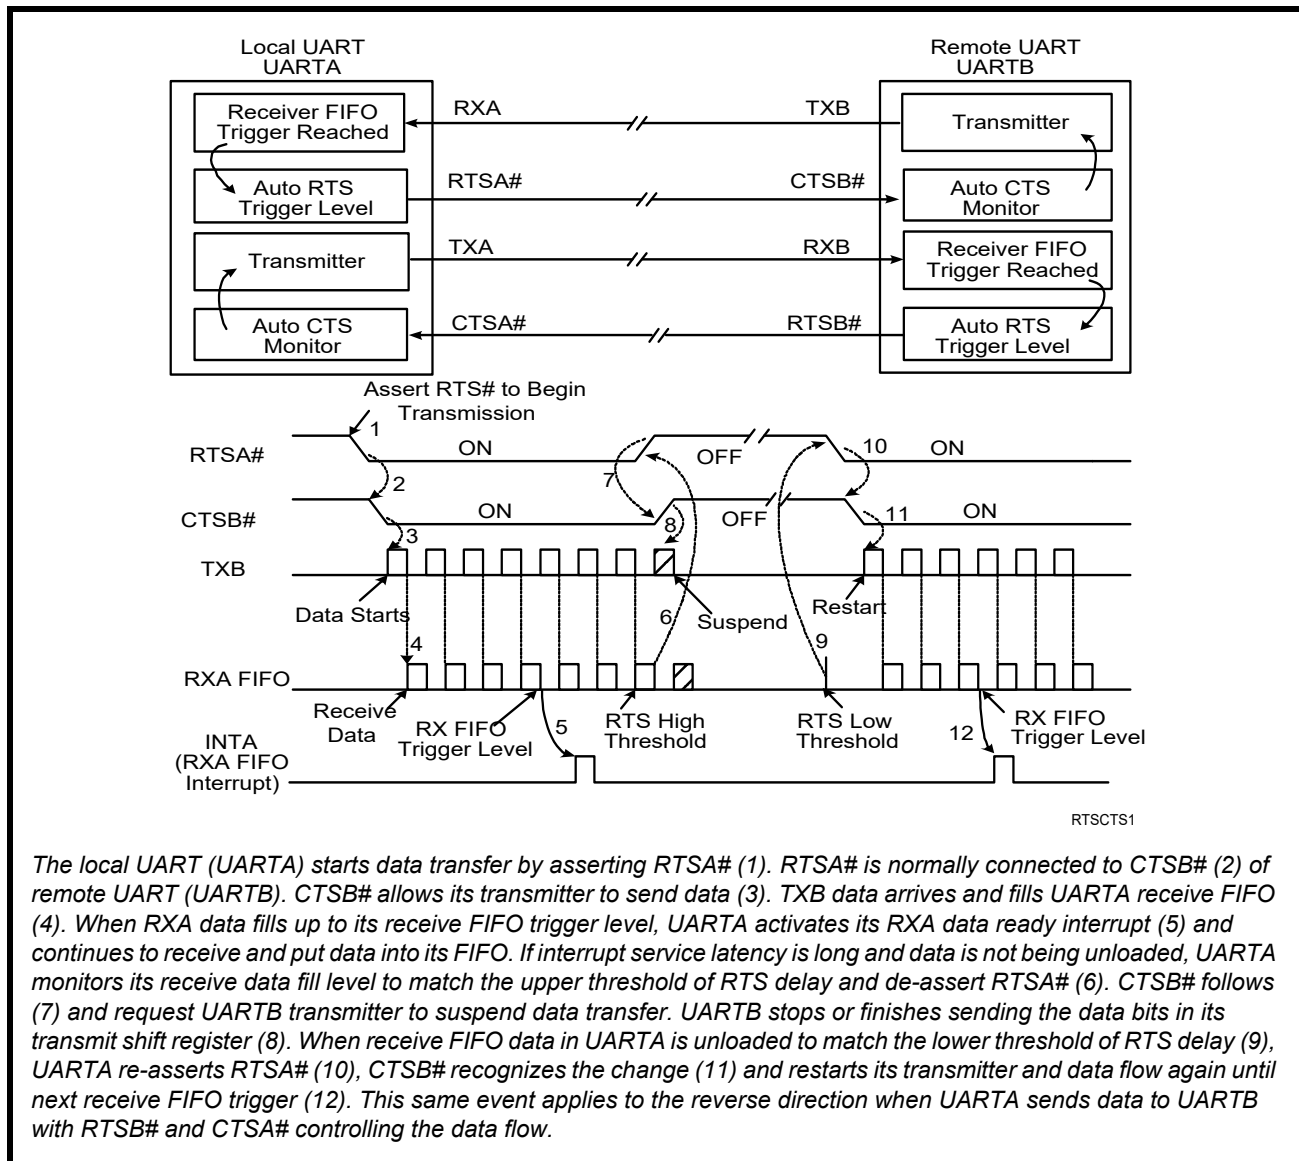 Local UART
UARTA
Remote UART
UARTB
Receiver FIFO
Trigger Reached
RXA
TXB
Transmitter
Auto RTS
Trigger Level
RTSA#
CTSB#
Auto CTS
Monitor
Transmitter
TXA
RXB
Receiver FIFO
Trigger Reached
Auto CTS
Monitor
CTSA#
RTSB#
Auto RTS
Trigger Level
Assert RTS# to Begin
Transmission
RTSA#
1
ON
OFF
10
ON
2
7
CTSB#
ON
8
OFF
11
ON
3
TXB
Data Starts
6
Suspend
Restart
4
9
RXA FIFO
Receive
Data
RX FIFO
Trigger Level
5
RTS High
Threshold
RTS Low
Threshold
12
RX FIFO
Trigger Level
INTA
(RXA FIFO
Interrupt)
RTSCTS1
The local UART (UARTA) starts data transfer by asserting RTSA# (1). RTSA# is normally connected to CTSB# (2) of
remote UART (UARTB). CTSB# allows its transmitter to send data (3). TXB data arrives and fills UARTA receive FIFO
(4). When RXA data fills up to its receive FIFO trigger level, UARTA activates its RXA data ready interrupt (5) and
continues to receive and put data into its FIFO. If interrupt service latency is long and data is not being unloaded, UARTA
monitors its receive data fill level to match the upper threshold of RTS delay and de-assert RTSA# (6). CTSB# follows
(7) and request UARTB transmitter to suspend data transfer. UARTB stops or finishes sending the data bits in its
transmit shift register (8). When receive FIFO data in UARTA is unloaded to match the lower threshold of RTS delay (9),
UARTA re-asserts RTSA# (10), CTSB# recognizes the change (11) and restarts its transmitter and data flow again until
next receive FIFO trigger (12). This same event applies to the reverse direction when UARTA sends data to UARTB
with RTSB# and CTSA# controlling the data flow.